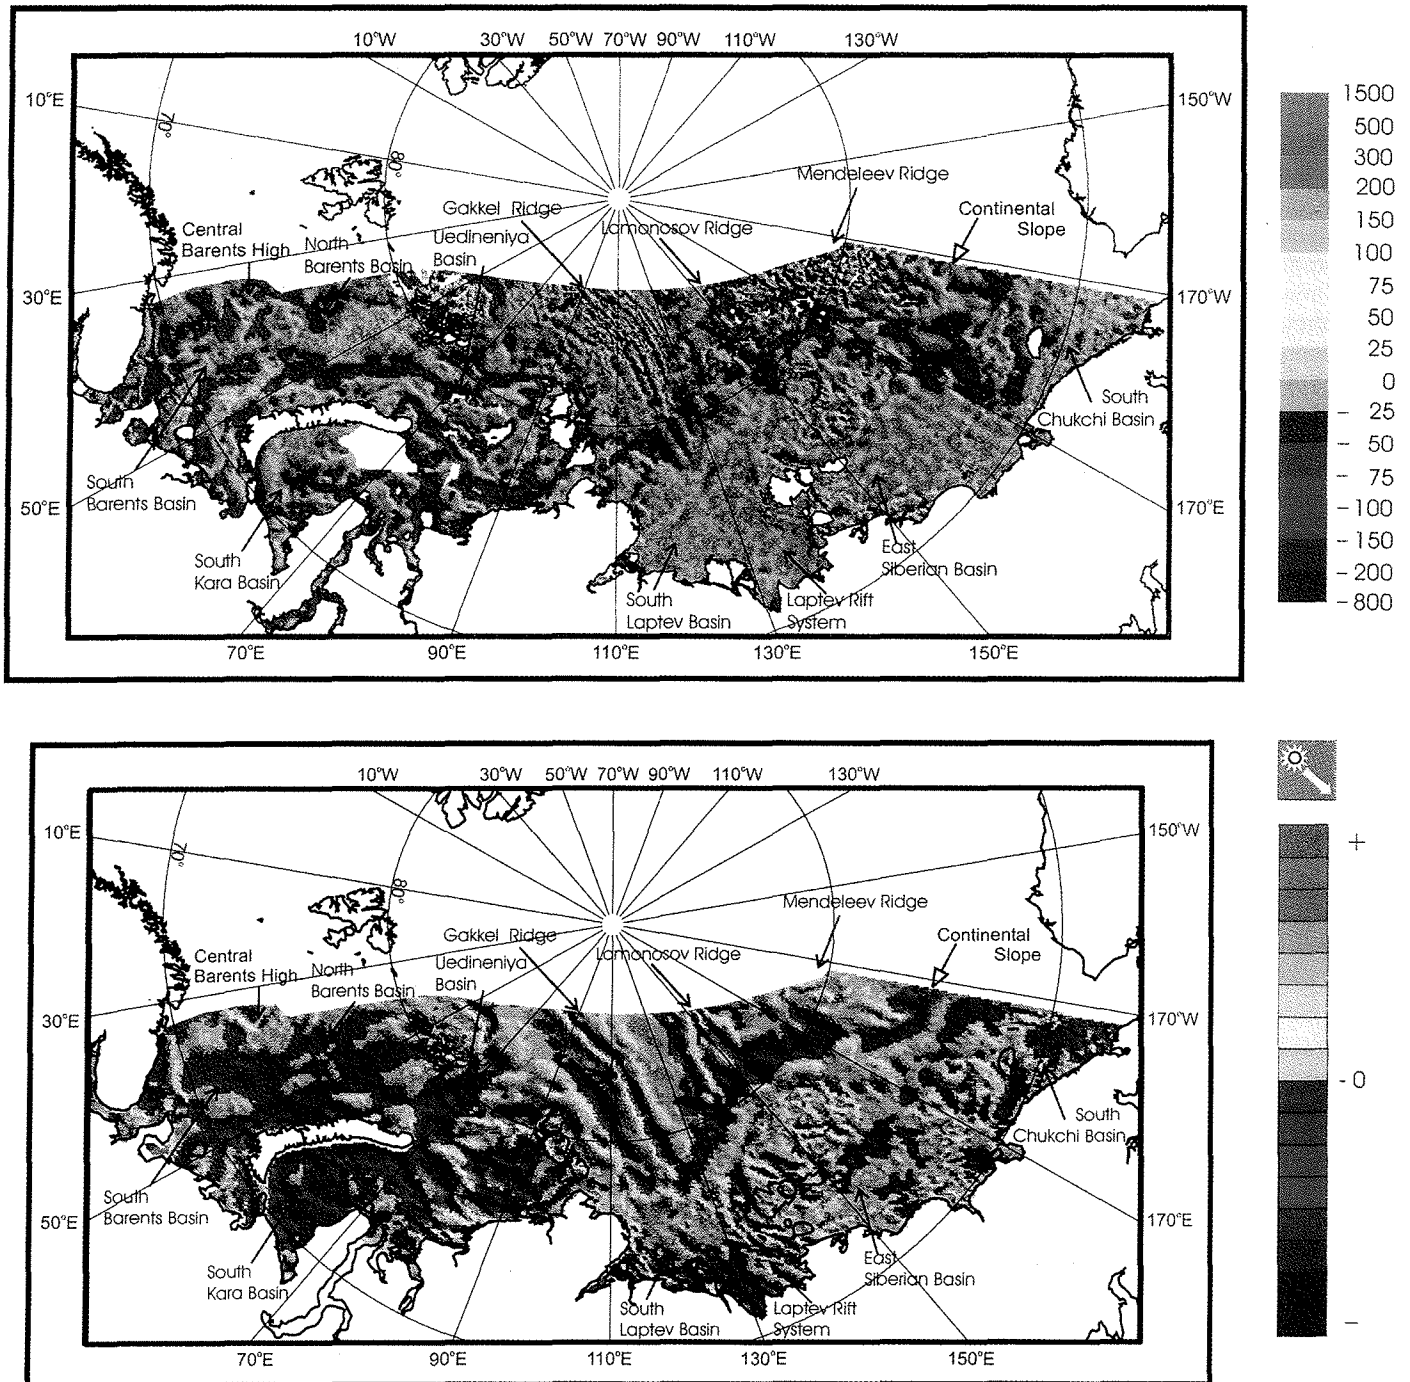 10°W 30°W 50°W 70°W 90°W 110°W 130°W
10°E
70°
80°
150°W
Mendeleev Ridge
Gakkel Ridge
Lomonosov Ridge
Continental
Slope
Central
Barents High
North
Barents Basin
Uedineniya
Basin
30°E
170°W
South
Chukchi Basin
South
Barents Basin
50°E
170°E
South
Kara Basin
East
Siberian Basin
South
Laptev Basin
Laptev Rift
System
70°E 90°E 110°E 130°E 150°E
1500
500
300
200
150
100
75
50
25
0
- 25
- 50
- 75
- 100
- 150
- 200
- 800
10°W 30°W 50°W 70°W 90°W 110°W 130°W
10°E
70°
80°
150°W
Mendeleev Ridge
Gakkel Ridge
Lomonosov Ridge
Continental
Slope
Central
Barents High
North
Barents Basin
Uedineniya
Basin
30°E
170°W
South
Chukchi Basin
South
Barents Basin
50°E
170°E
South
Kara Basin
East
Siberian Basin
South
Laptev Basin
Laptev Rift
System
70°E 90°E 110°E 130°E 150°E
+
- 0
-